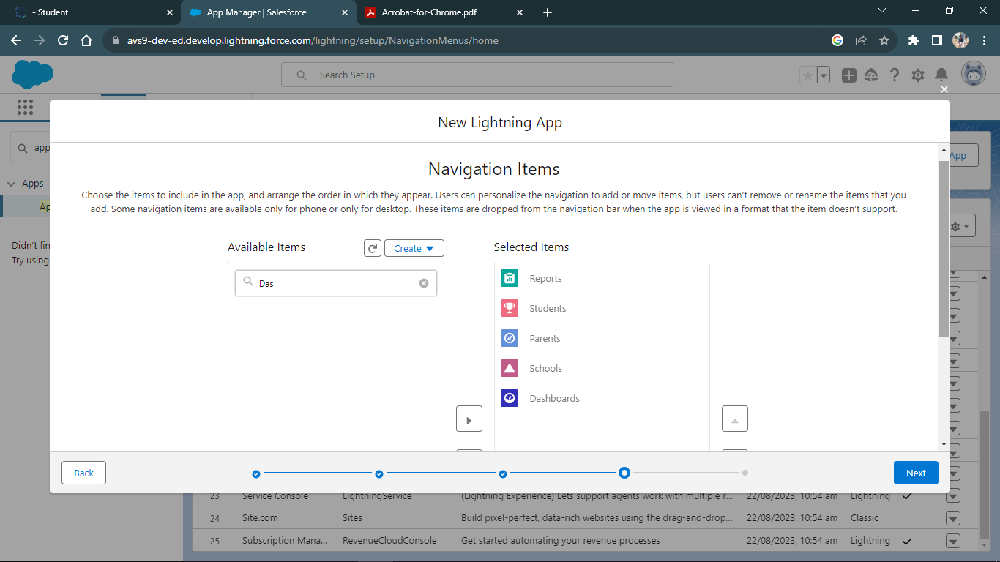 - Student
App Manager | Salesforce
Acrobat-for-Chrome.pdf
avs9-dev-ed.develop.lightning.force.com/lightning/setup/NavigationMenus/home
Search Setup
New Lightning App
app
App
Apps
Ap
Didn't fin
Try using
Navigation Items
Choose the items to include in the app, and arrange the order in which they appear. Users can personalize the navigation to add or move items, but users can't remove or rename the items that you
add. Some navigation items are available only for phone or only for desktop. These items are dropped from the navigation bar when the app is viewed in a format that the item doesn't support.
Available Items
Create
Das
Selected Items
Reports
Students
Parents
Schools
Dashboards
Back
Next
23 Service Console LightningService (Lightning Experience) Lets support agents work with multiple r... 22/08/2023, 10:54 am Lightning
24 Site.com Sites Build pixel-perfect, data-rich websites using the drag-and-drop... 22/08/2023, 10:54 am Classic
25 Subscription Mana... RevenueCloudConsole Get started automating your revenue processes 22/08/2023, 10:54 am Lightning